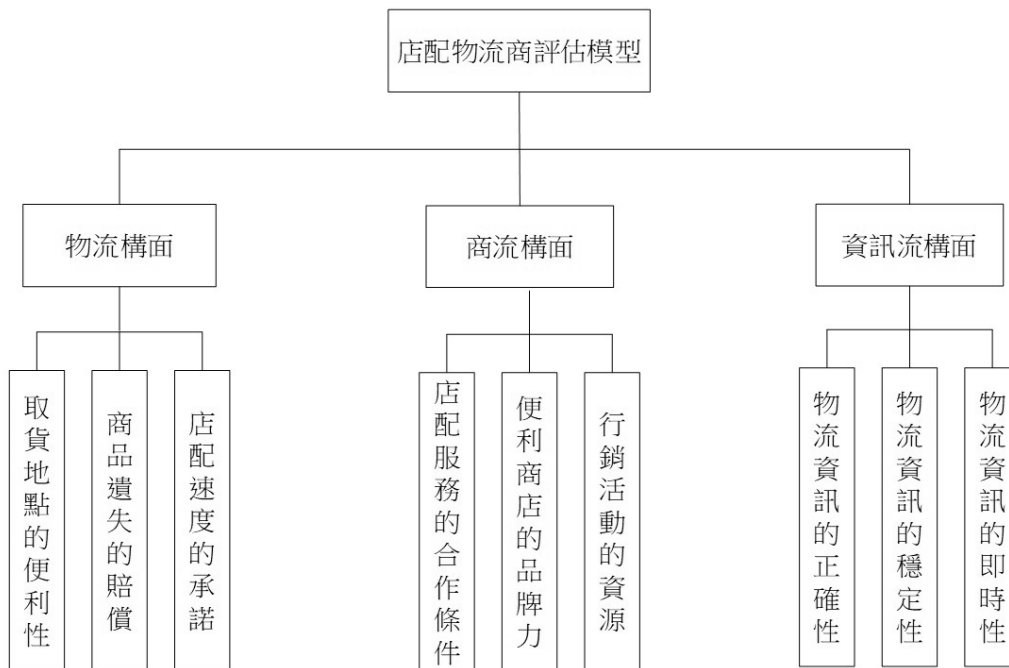 店配物流商評估模型
物流構面
商流構面
資訊流構面
取貨地點的便利性
商品遺失的賠償
店配速度的承諾
店配服務的合作條件
便利商店的品牌力
行銷活動的資源
物流資訊的正確性
物流資訊的穩定性
物流資訊的即時性